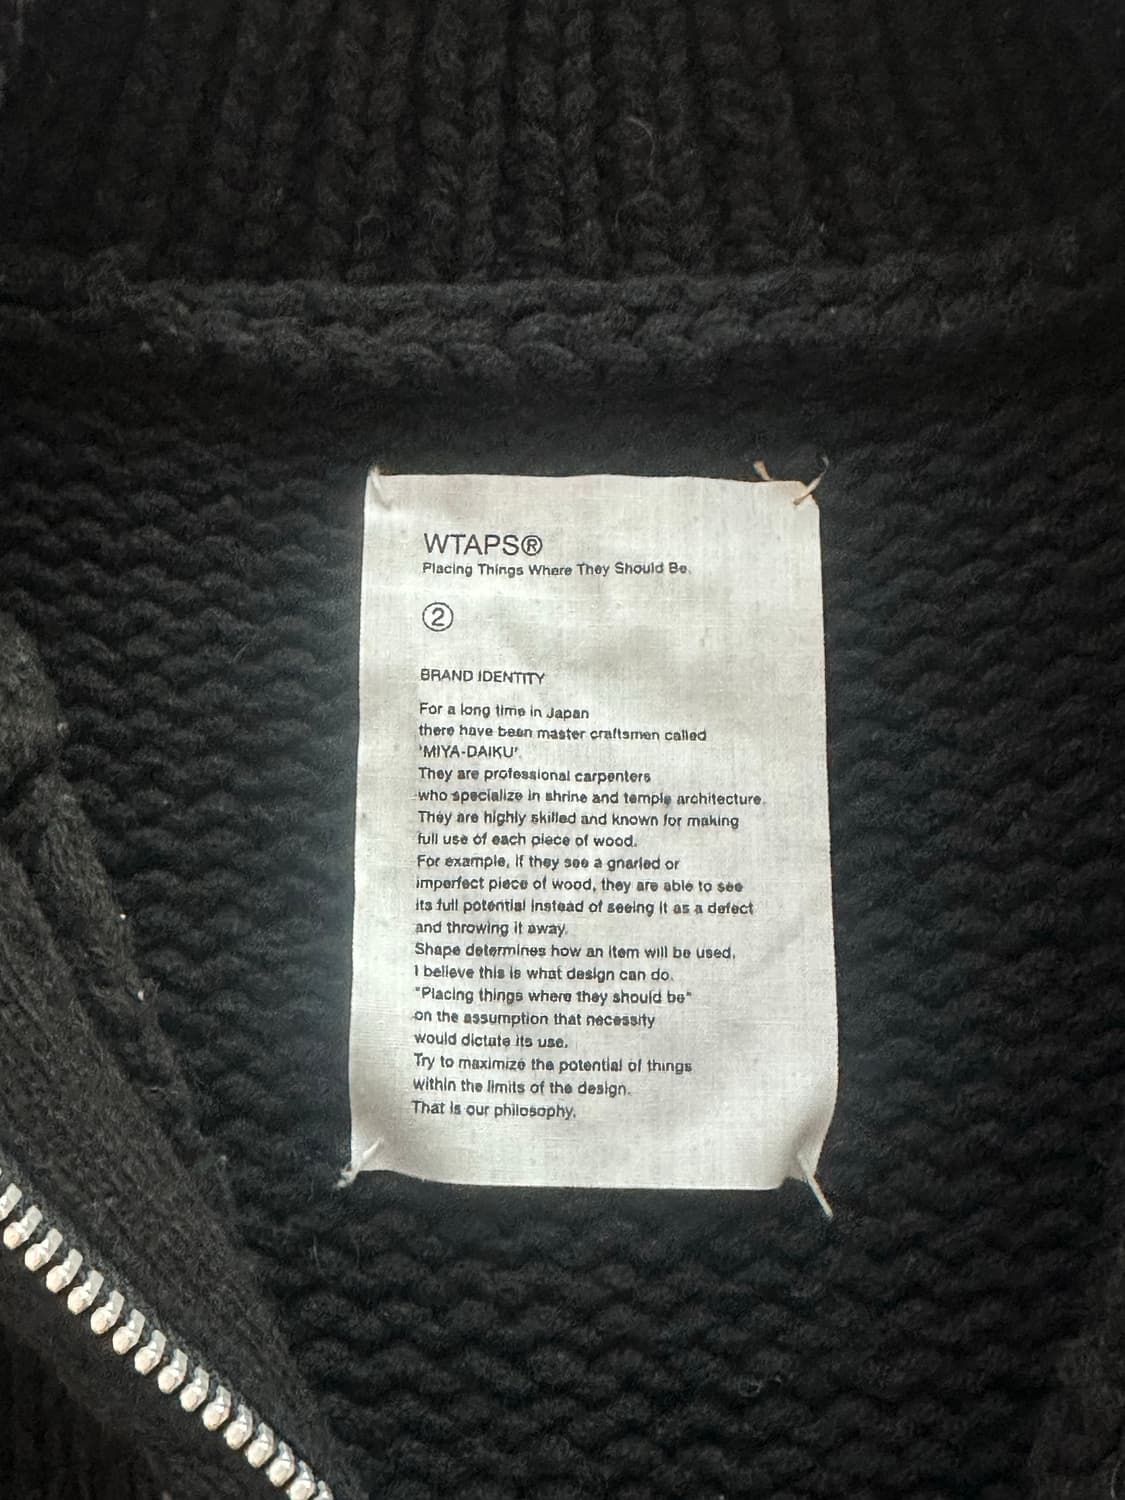 WTAPS®
Placing Things Where They Should Be.
②
BRAND IDENTITY
For a long time in Japan
there have been master craftsmen called
'MIYA-DAIKU'.
They are professional carpenters
who specialize in shrine and temple architecture.
They are highly skilled and known for making
full use of each piece of wood.
For example, if they see a gnarled or
imperfect piece of wood, they are able to see
its full potential instead of seeing it as a defect
and throwing it away.
Shape determines how an item will be used.
I believe this is what design can do.
"Placing things where they should be"
on the assumption that necessity
would dictate its use.
Try to maximize the potential of things
within the limits of the design.
That is our philosophy.